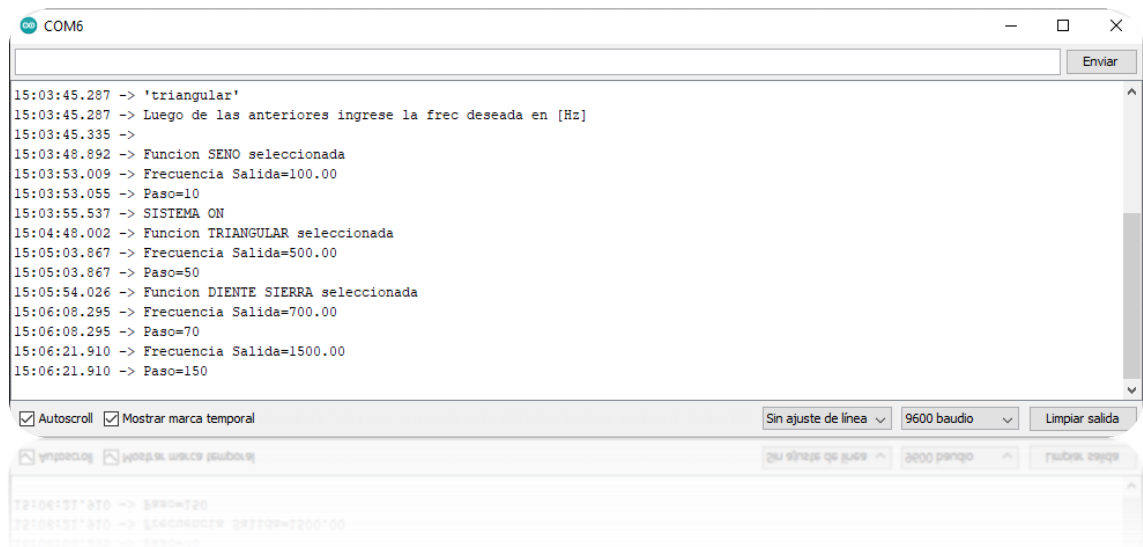 COM6
Enviar
15:03:45.287 -> 'triangular'
15:03:45.287 -> Luego de las anteriores ingrese la frec deseada en [Hz]
15:03:45.335 ->
15:03:48.892 -> Funcion SENO seleccionada
15:03:53.009 -> Frecuencia Salida=100.00
15:03:53.055 -> Paso=10
15:03:55.537 -> SISTEMA ON
15:04:48.002 -> Funcion TRIANGULAR seleccionada
15:05:03.867 -> Frecuencia Salida=500.00
15:05:03.867 -> Paso=50
15:05:54.026 -> Funcion DIENTE SIERRA seleccionada
15:06:08.295 -> Frecuencia Salida=700.00
15:06:08.295 -> Paso=70
15:06:21.910 -> Frecuencia Salida=1500.00
15:06:21.910 -> Paso=150
Autoscroll Mostrar marca temporal Sin ajuste de línea 9600 baudio Limpiar salida